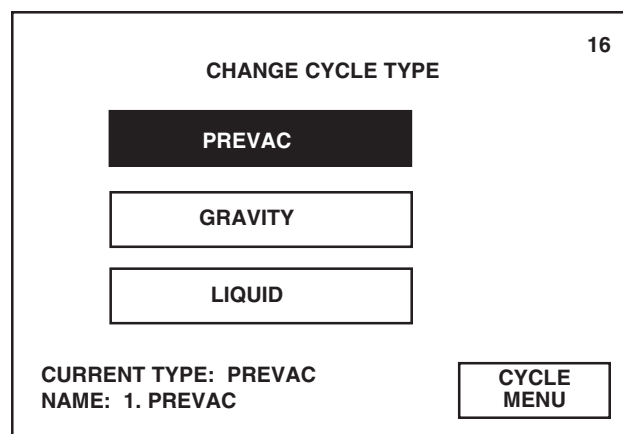 16
CHANGE CYCLE TYPE
PREVAC
GRAVITY
LIQUID
CURRENT TYPE: PREVAC
NAME: 1. PREVAC
CYCLE
MENU